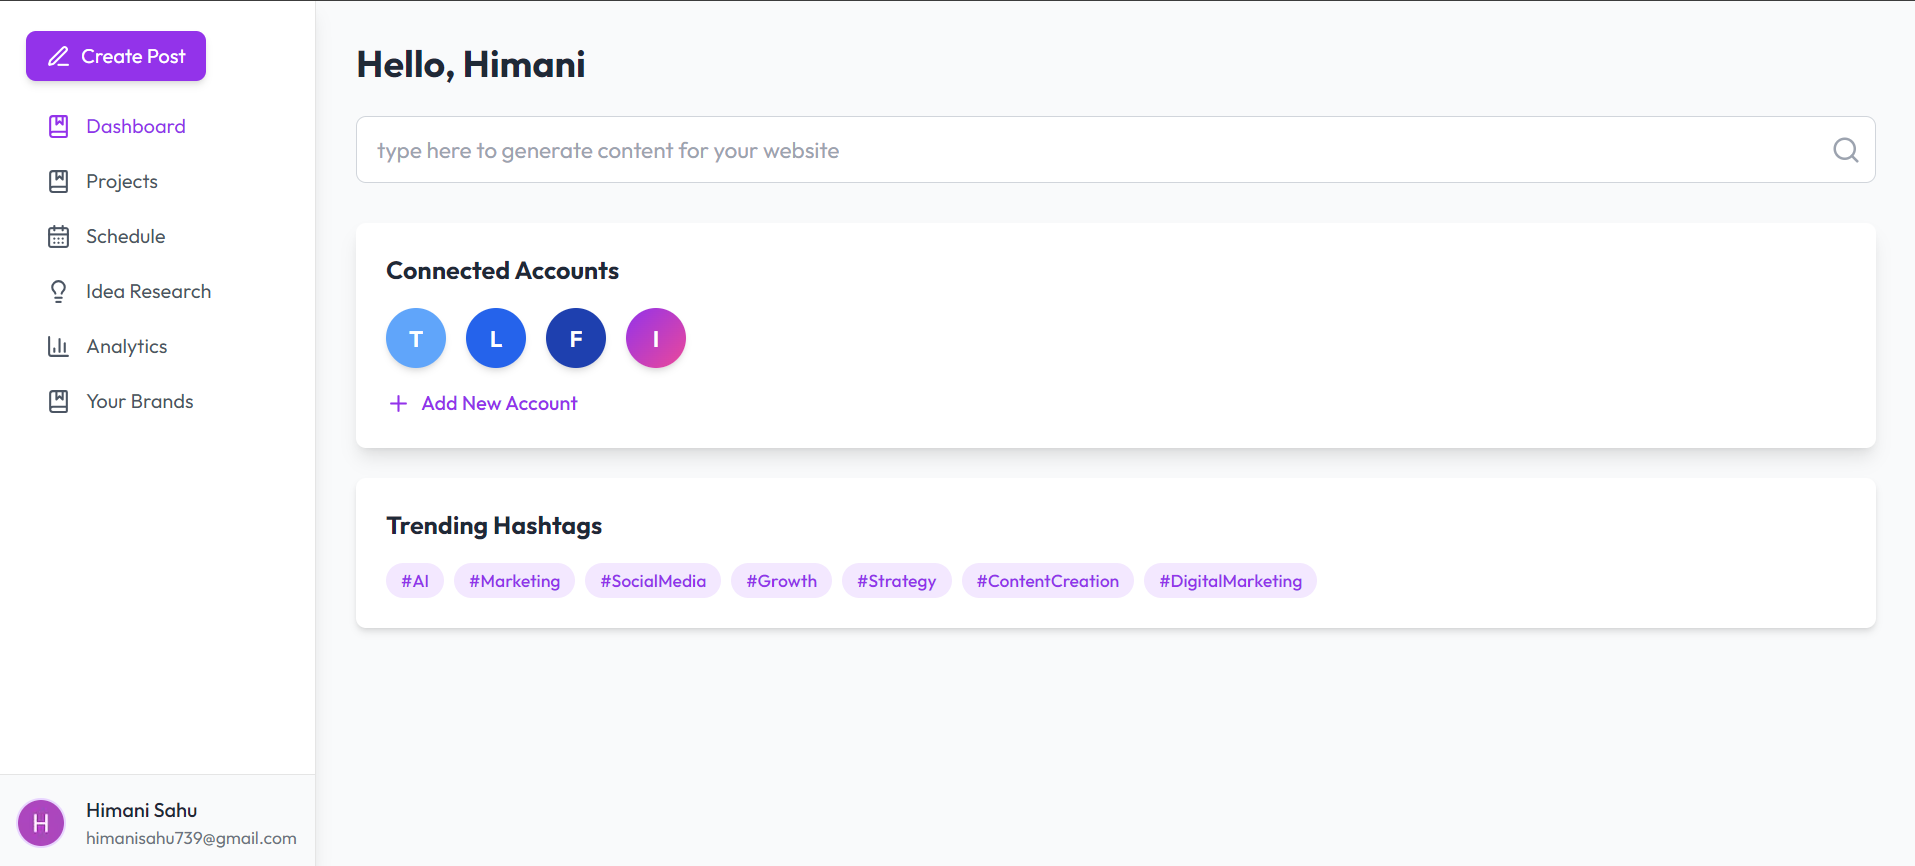 Create Post
Dashboard
Projects
Schedule
Idea Research
Analytics
Your Brands
H
Himani Sahu
himanisahu739@gmail.com
Hello, Himani
type here to generate content for your website
Connected Accounts
T L F I
Add New Account
Trending Hashtags
#AI #Marketing #SocialMedia #Growth #Strategy #ContentCreation #DigitalMarketing